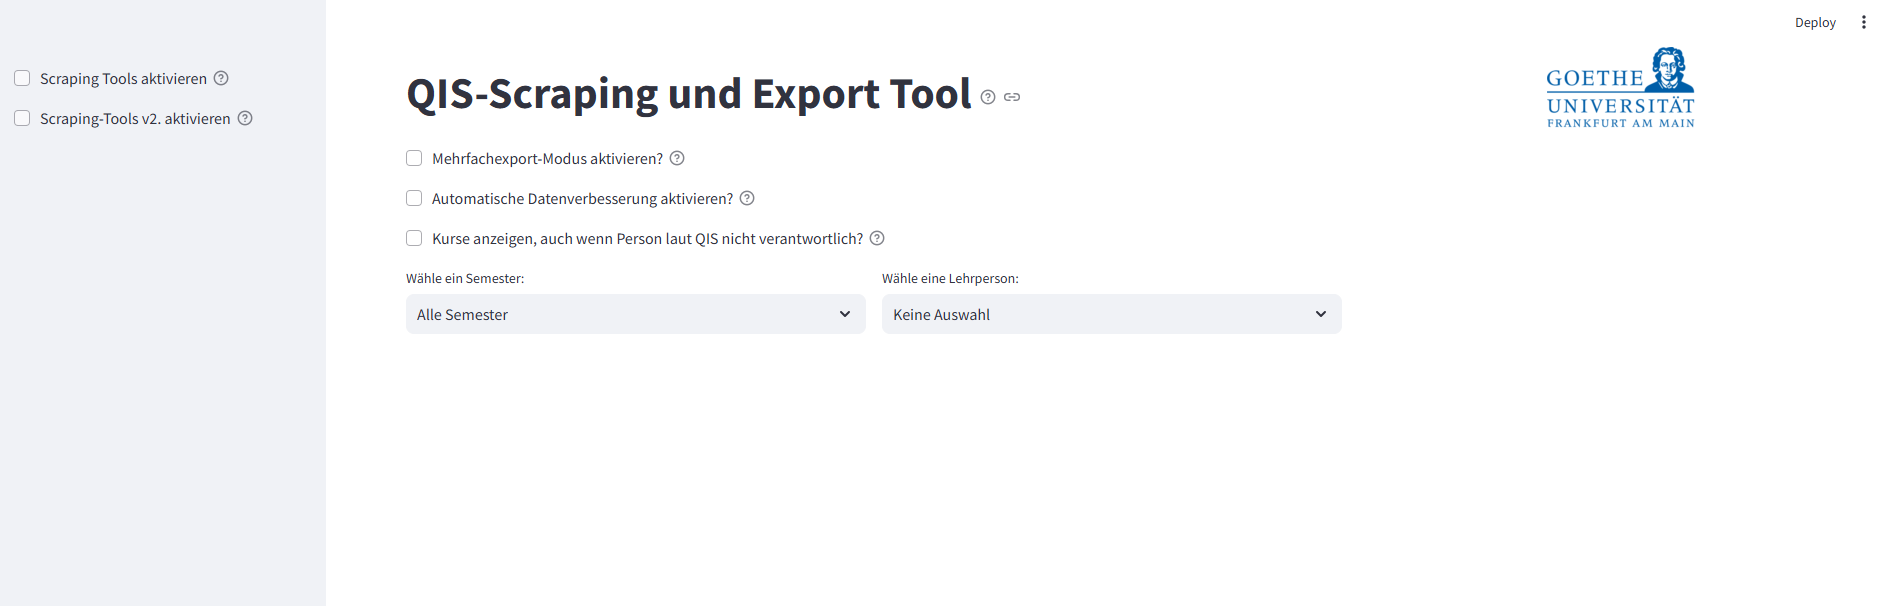 Deploy
Scraping Tools aktivieren
Scraping-Tools v2. aktivieren
QIS-Scraping und Export Tool
GOETHE
UNIVERSITÄT
FRANKFURT AM MAIN
Mehrfachexport-Modus aktivieren?
Automatische Datenverbesserung aktivieren?
Kurse anzeigen, auch wenn Person laut QIS nicht verantwortlich?
Wähle ein Semester:
Alle Semester
Wähle eine Lehrperson:
Keine Auswahl